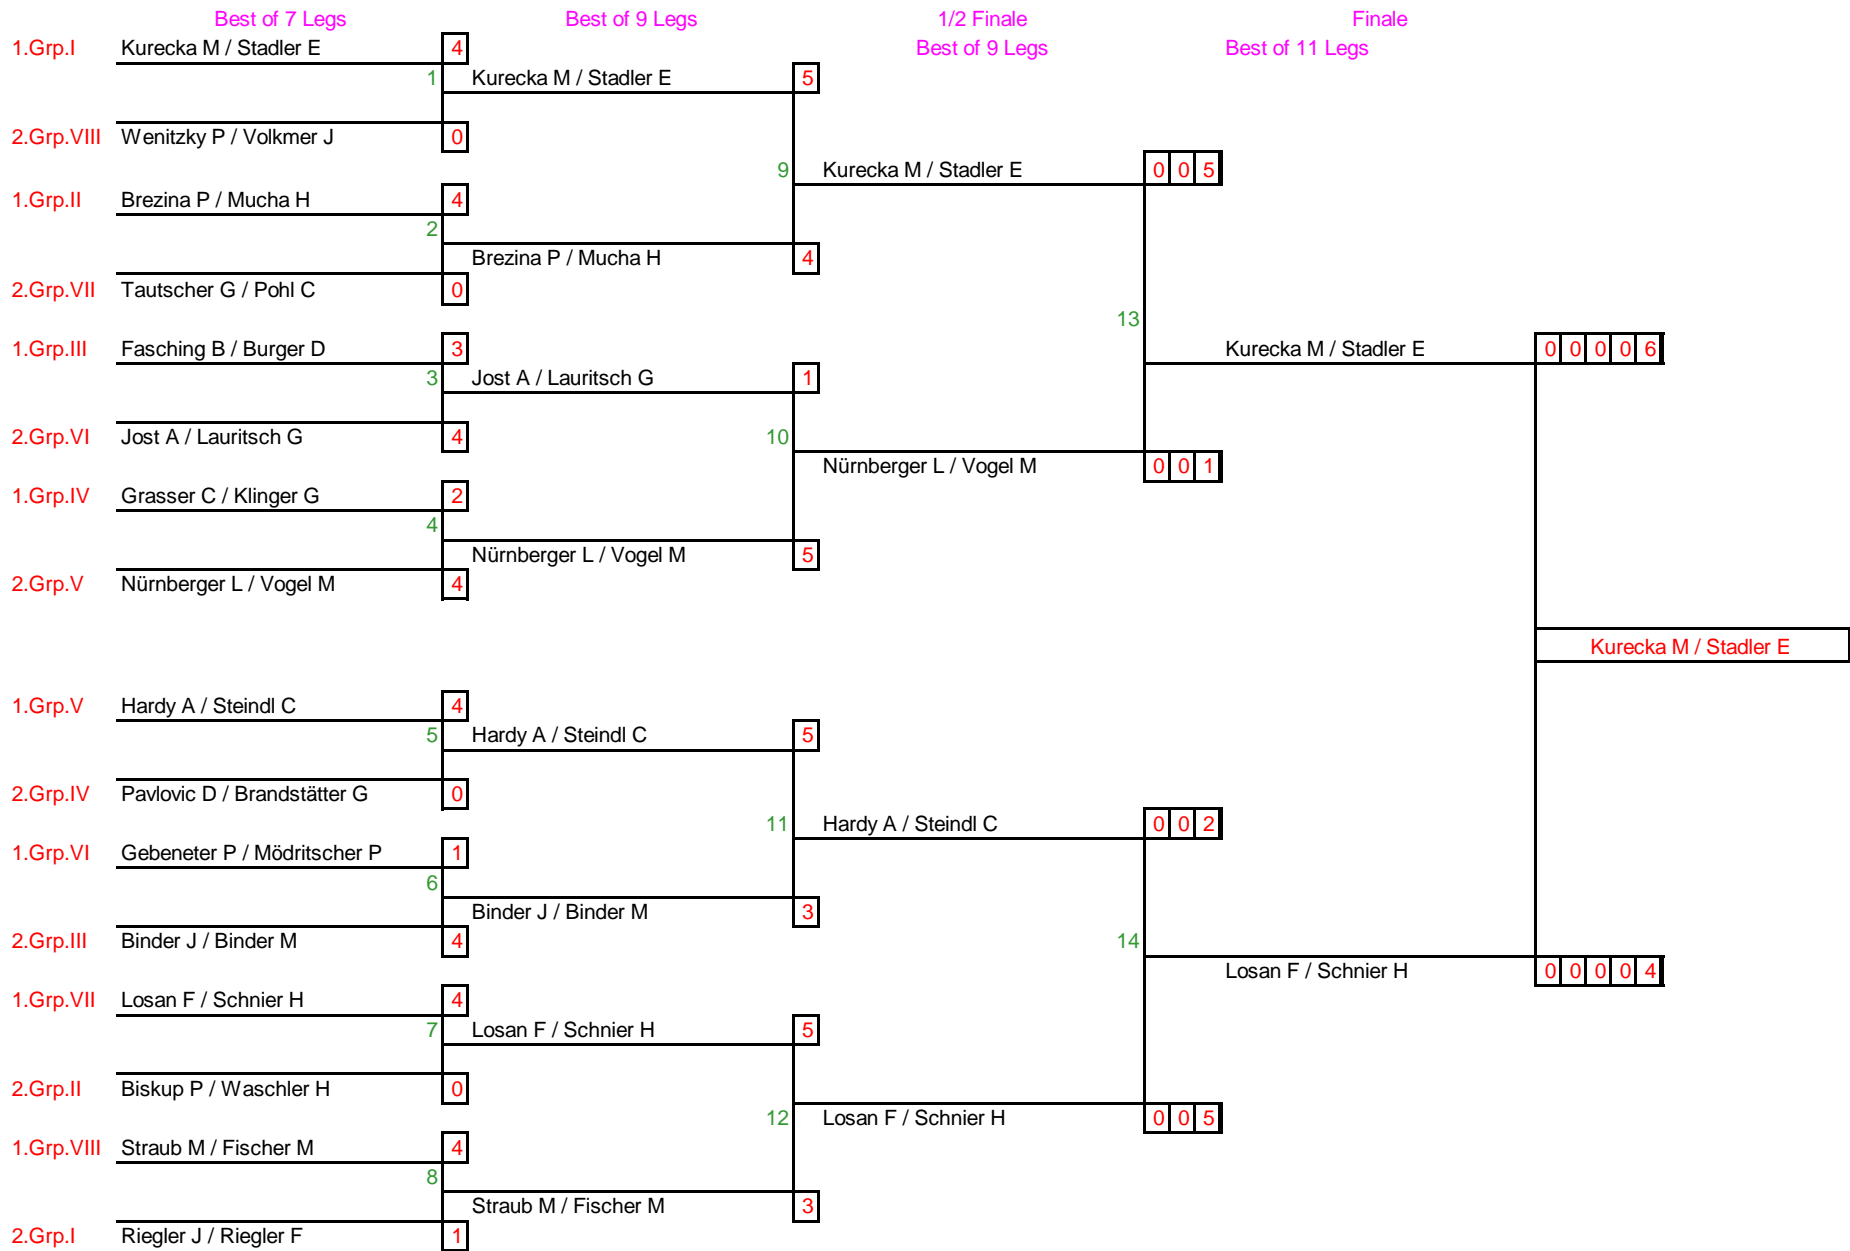 Best of 7 Legs Best of 9 Legs 1/2 Finale Finale
1.Grp.I Kurecka M / Stadler E 4 Best of 9 Legs Best of 11 Legs
1 Kurecka M / Stadler E 5
2.Grp.VIII Wenitzky P / Volkmer J 0
9 Kurecka M / Stadler E 0 0 5
1.Grp.II Brezina P / Mucha H 4
2
Brezina P / Mucha H 4
2.Grp.VII Tautscher G / Pohl C 0
13
1.Grp.III Fasching B / Burger D 3 Kurecka M / Stadler E 0 0 0 0 6
3 Jost A / Lauritsch G 1
2.Grp.VI Jost A / Lauritsch G 4 10
Nürnberger L / Vogel M 0 0 1
1.Grp.IV Grasser C / Klinger G 2
4
Nürnberger L / Vogel M 5
2.Grp.V Nürnberger L / Vogel M 4
Kurecka M / Stadler E
1.Grp.V Hardy A / Steindl C 4
5 Hardy A / Steindl C 5
2.Grp.IV Pavlovic D / Brandstätter G 0
11 Hardy A / Steindl C 0 0 2
1.Grp.VI Gebeneter P / Mödritscher P 1
6
Binder J / Binder M 3
2.Grp.III Binder J / Binder M 4 14
Losan F / Schnier H 0 0 0 0 4
1.Grp.VII Losan F / Schnier H 4
7 Losan F / Schnier H 5
2.Grp.II Biskup P / Waschler H 0
12 Losan F / Schnier H 0 0 5
1.Grp.VIII Straub M / Fischer M 4
8
Straub M / Fischer M 3
2.Grp.I Riegler J / Riegler F 1